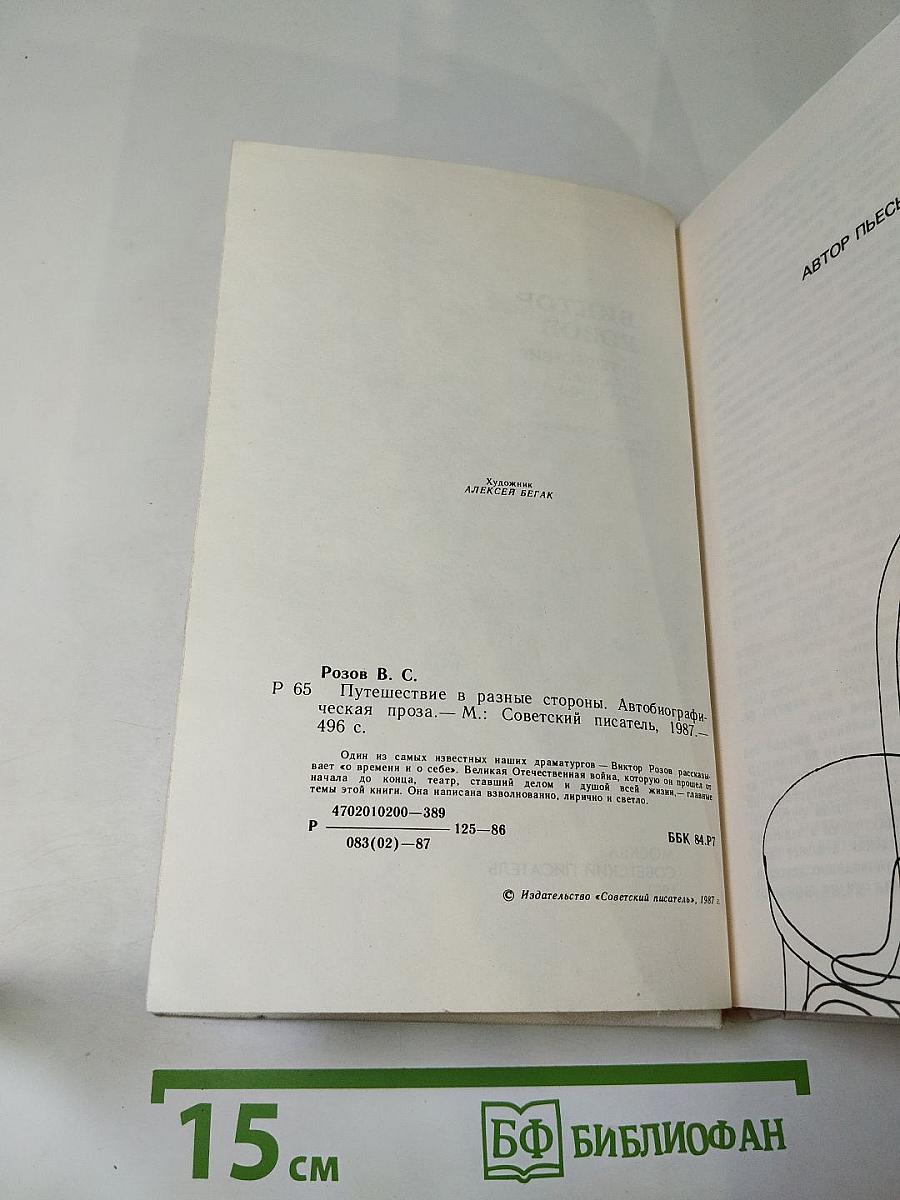 АВТОР ПЬЕСЫ
Художник
АЛЕКСЕЙ БЕГАК
Розов В. С.
Р 65 Путешествие в разные стороны. Автобиографи-
ческая проза.— М.: Советский писатель, 1987.—
496 с.
Один из самых известных наших драматургов — Виктор Розов рассказы-
вает «о времени и о себе». Великая Отечественная война, которую он прошел от
начала до конца, театр, ставший делом и душой всей жизни,— главные
темы этой книги. Она написана взволнованно, лирично и светло.
4702010200—389
Р 125—86
083(02)—87
ББК 84.Р7
© Издательство «Советский писатель», 1987 г.
15 см
БФ БИБЛИОФАН